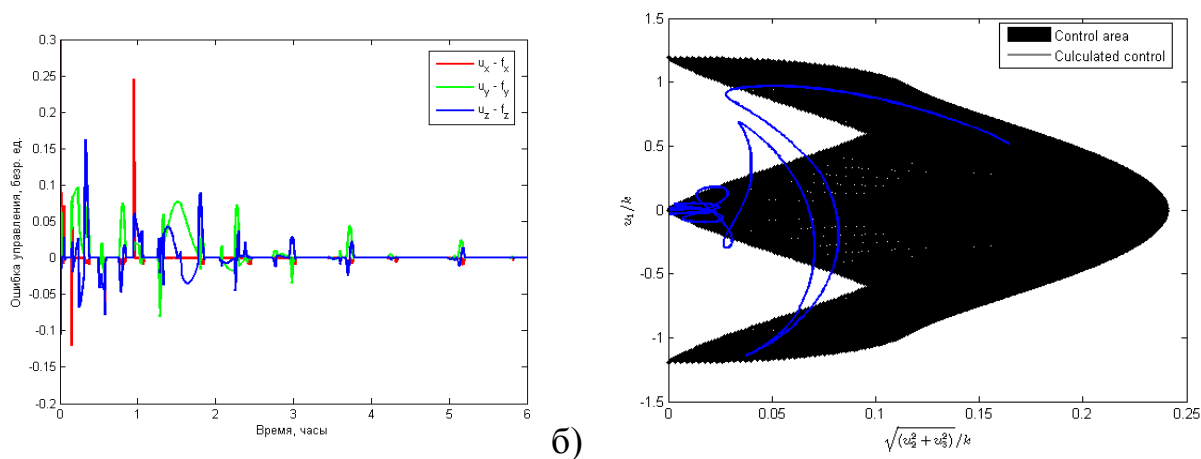 0.3
0.25
0.2
0.15
0.1
0.05
0
-0.05
-0.1
-0.15
-0.2
0 1 2 3 4 5 6
Ошибка управления, безр. ед.
Время, часы
u_x - f_x
u_y - f_y
u_z - f_z
б)
1.5
1
0.5
0
-0.5
-1
-1.5
0 0.05 0.1 0.15 0.2 0.25
v_1/k
√(v_2^2 + v_3^2)/k
Control area
Culculated control